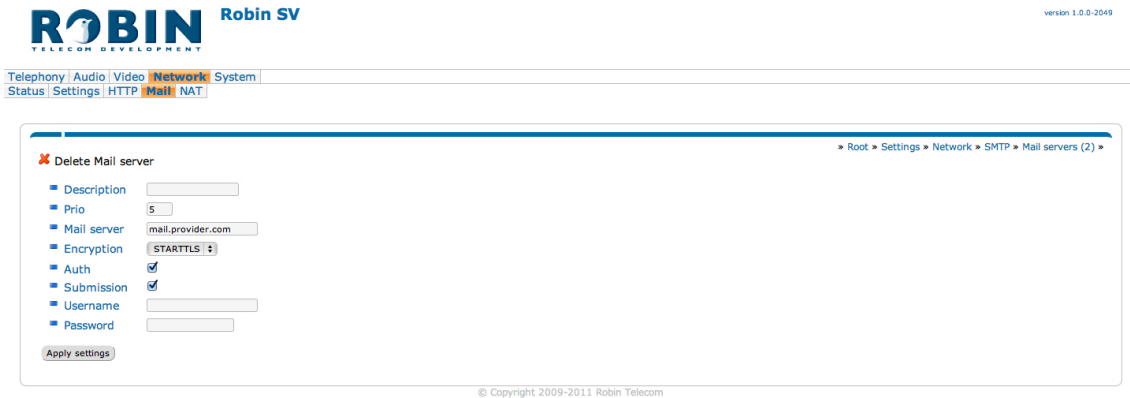 ROBIN
TELECOM DEVELOPMENT
Robin SV
version 1.0.0-2049
Telephony Audio Video Network System
Status Settings HTTP Mail NAT
» Root » Settings » Network » SMTP » Mail servers (2) »
Delete Mail server
Description
Prio 5
Mail server mail.provider.com
Encryption STARTTLS
Auth
Submission
Username
Password
Apply settings
© Copyright 2009-2011 Robin Telecom